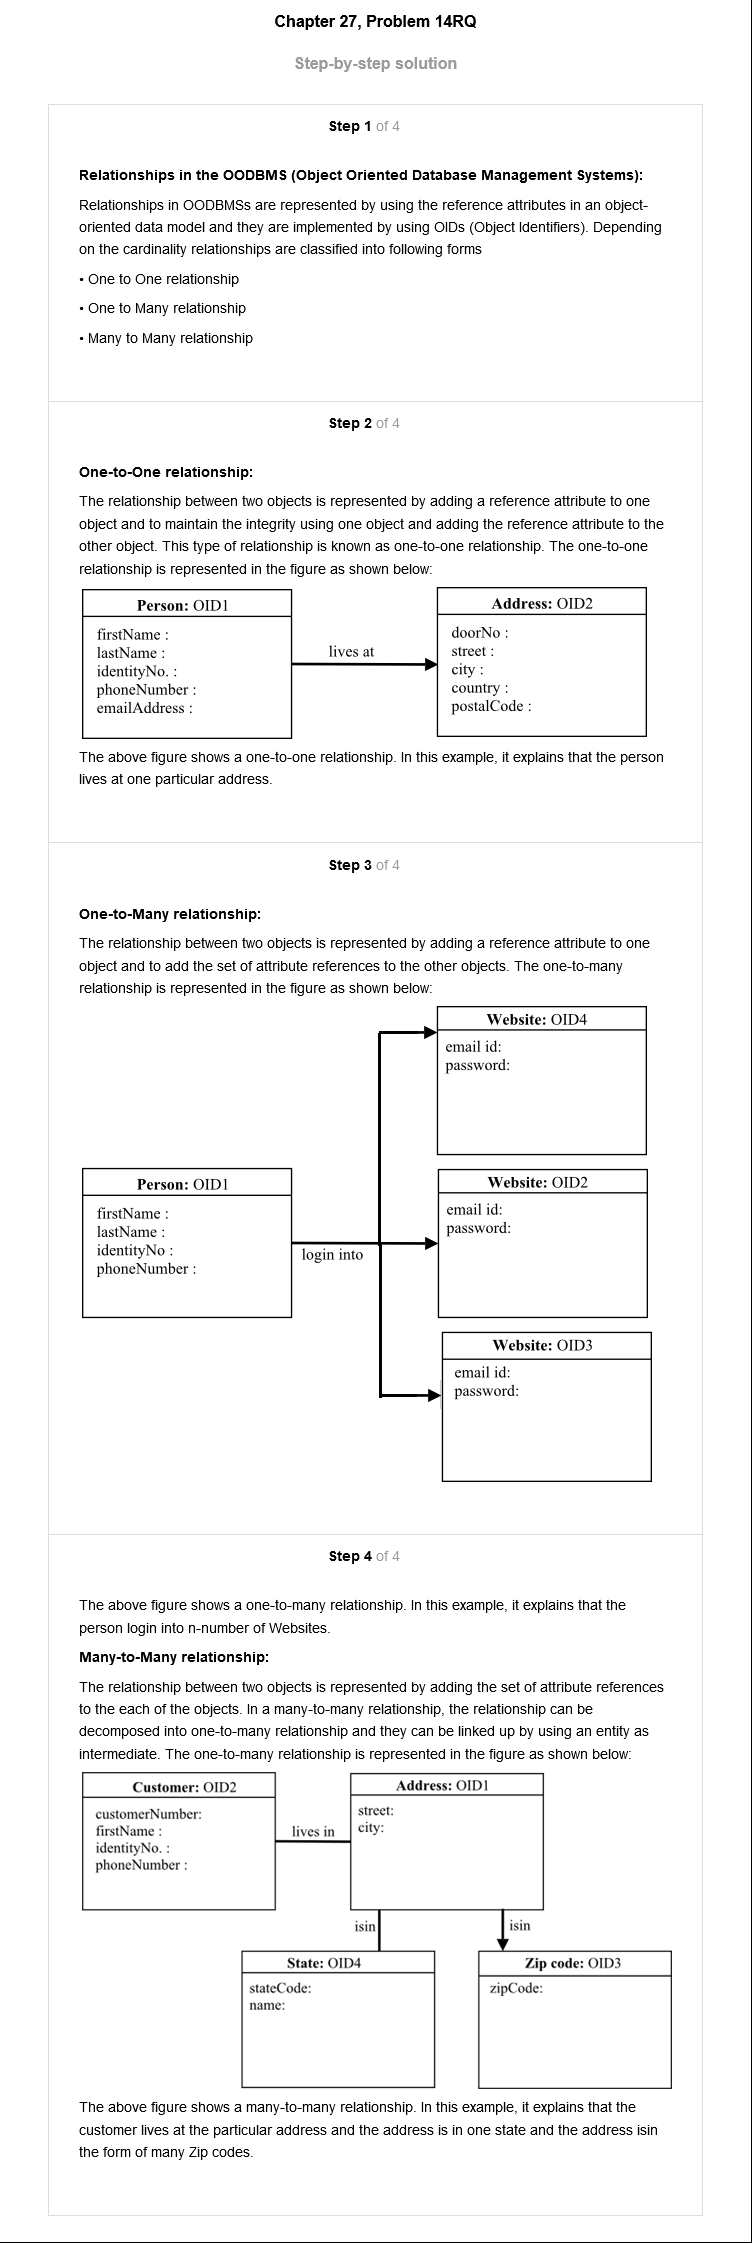 Chapter 27, Problem 14RQ
Step-by-step solution
Step 1 of 4
Relationships in the OODBMS (Object Oriented Database Management Systems):
Relationships in OODBMSs are represented by using the reference attributes in an object-
oriented data model and they are implemented by using OIDs (Object Identifiers). Depending
on the cardinality relationships are classified into following forms
• One to One relationship
• One to Many relationship
• Many to Many relationship
Step 2 of 4
One-to-One relationship:
The relationship between two objects is represented by adding a reference attribute to one
object and to maintain the integrity using one object and adding the reference attribute to the
other object. This type of relationship is known as one-to-one relationship. The one-to-one
relationship is represented in the figure as shown below:
Person: OID1
firstName :
lastName :
identityNo. :
phoneNumber :
emailAddress :
lives at
Address: OID2
doorNo :
street :
city :
country :
postalCode :
The above figure shows a one-to-one relationship. In this example, it explains that the person
lives at one particular address.
Step 3 of 4
One-to-Many relationship:
The relationship between two objects is represented by adding a reference attribute to one
object and to add the set of attribute references to the other objects. The one-to-many
relationship is represented in the figure as shown below:
Website: OID4
email id:
password:
Person: OID1
firstName :
lastName :
identityNo :
phoneNumber :
login into
Website: OID2
email id:
password:
Website: OID3
email id:
password:
Step 4 of 4
The above figure shows a one-to-many relationship. In this example, it explains that the
person login into n-number of Websites.
Many-to-Many relationship:
The relationship between two objects is represented by adding the set of attribute references
to the each of the objects. In a many-to-many relationship, the relationship can be
decomposed into one-to-many relationship and they can be linked up by using an entity as
intermediate. The one-to-many relationship is represented in the figure as shown below:
Customer: OID2
customerNumber:
firstName :
identityNo. :
phoneNumber :
lives in
Address: OID1
street:
city:
isin
isin
State: OID4
stateCode:
name:
Zip code: OID3
zipCode:
The above figure shows a many-to-many relationship. In this example, it explains that the
customer lives at the particular address and the address is in one state and the address isin
the form of many Zip codes.